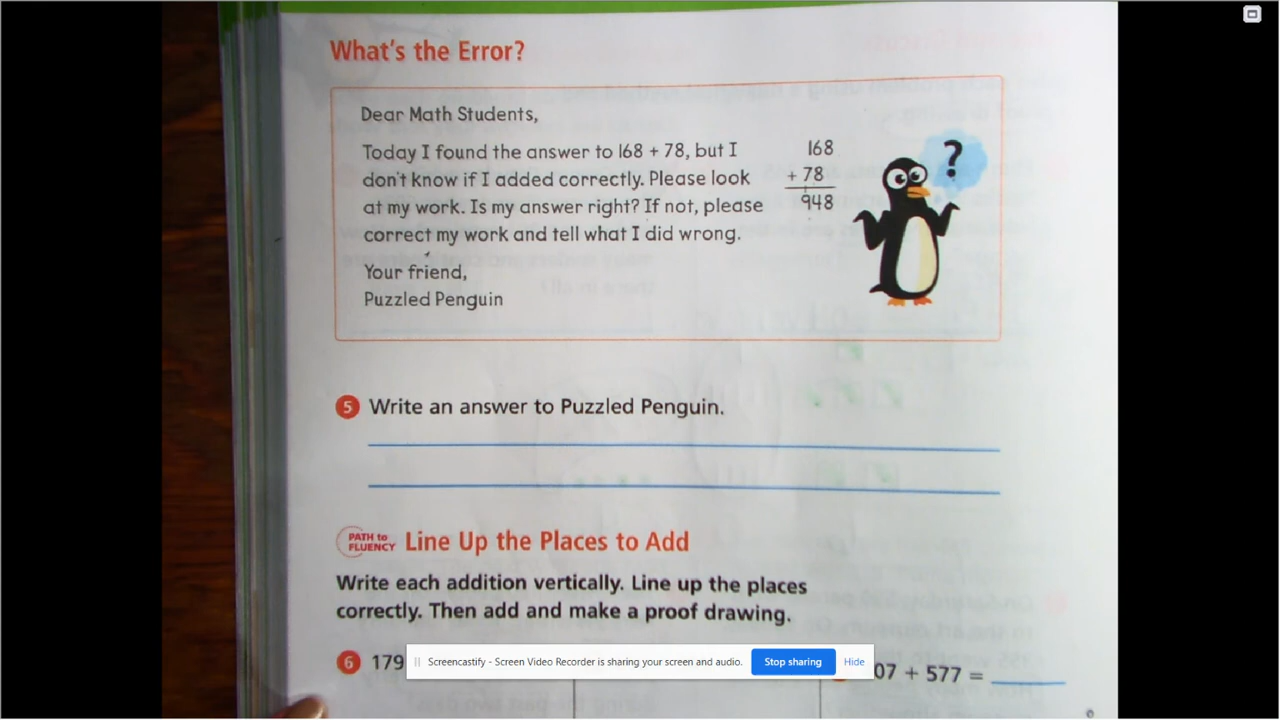 What's the Error?
Dear Math Students,
Today I found the answer to 168 + 78, but I
don't know if I added correctly. Please look
at my work. Is my answer right? If not, please
correct my work and tell what I did wrong.
Your friend,
Puzzled Penguin
168
+ 78
948
?
5 Write an answer to Puzzled Penguin.
PATH to
FLUENCY Line Up the Places to Add
Write each addition vertically. Line up the places
correctly. Then add and make a proof drawing.
6 179
07 + 577 =
Screencastify - Screen Video Recorder is sharing your screen and audio. Stop sharing Hide